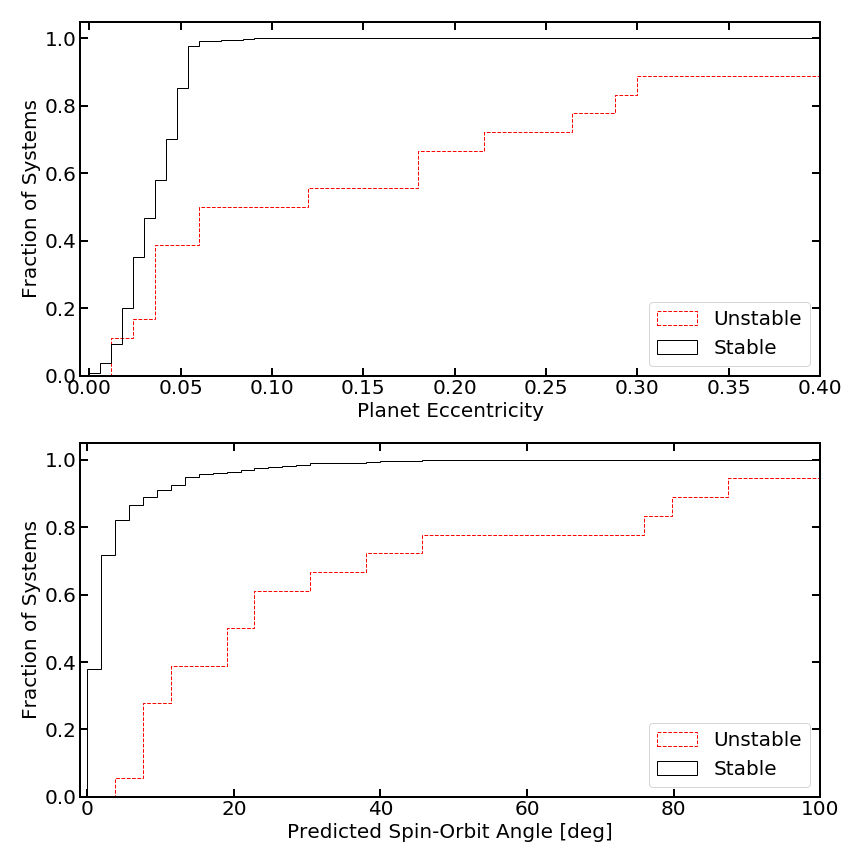 1.0
0.8
0.6
0.4
0.2
0.0
Fraction of Systems
Unstable
Stable
0.00 0.05 0.10 0.15 0.20 0.25 0.30 0.35 0.40
Planet Eccentricity
1.0
0.8
0.6
0.4
0.2
0.0
Fraction of Systems
Unstable
Stable
0 20 40 60 80 100
Predicted Spin-Orbit Angle [deg]